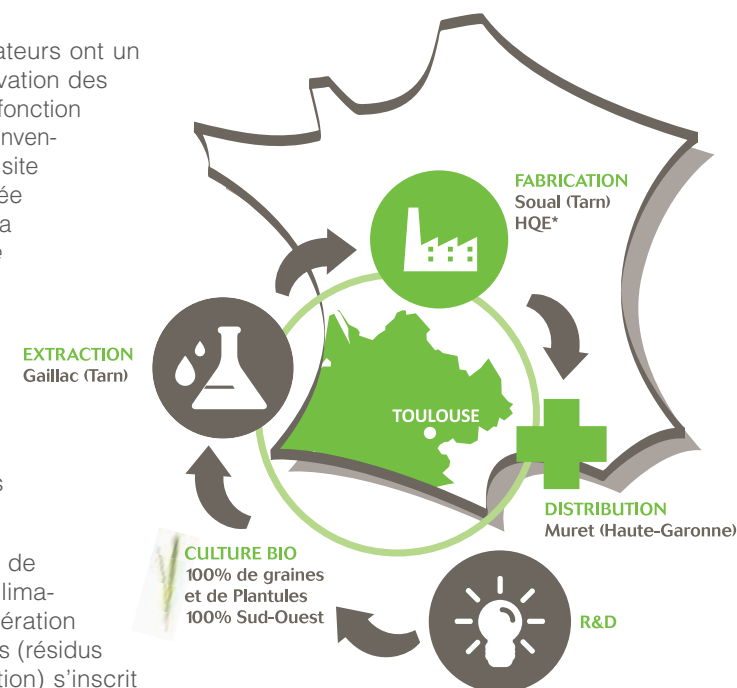 ateurs ont un
vation des
fonction
nven-
site
ée
a
e
s
de
lima-
ération
s (résidus
tion) s'inscrit
FABRICATION
Soual (Tarn)
HQE*
EXTRACTION
Gaillac (Tarn)
TOULOUSE
DISTRIBUTION
Muret (Haute-Garonne)
CULTURE BIO
100% de graines
et de Plantules
100% Sud-Ouest
R&D